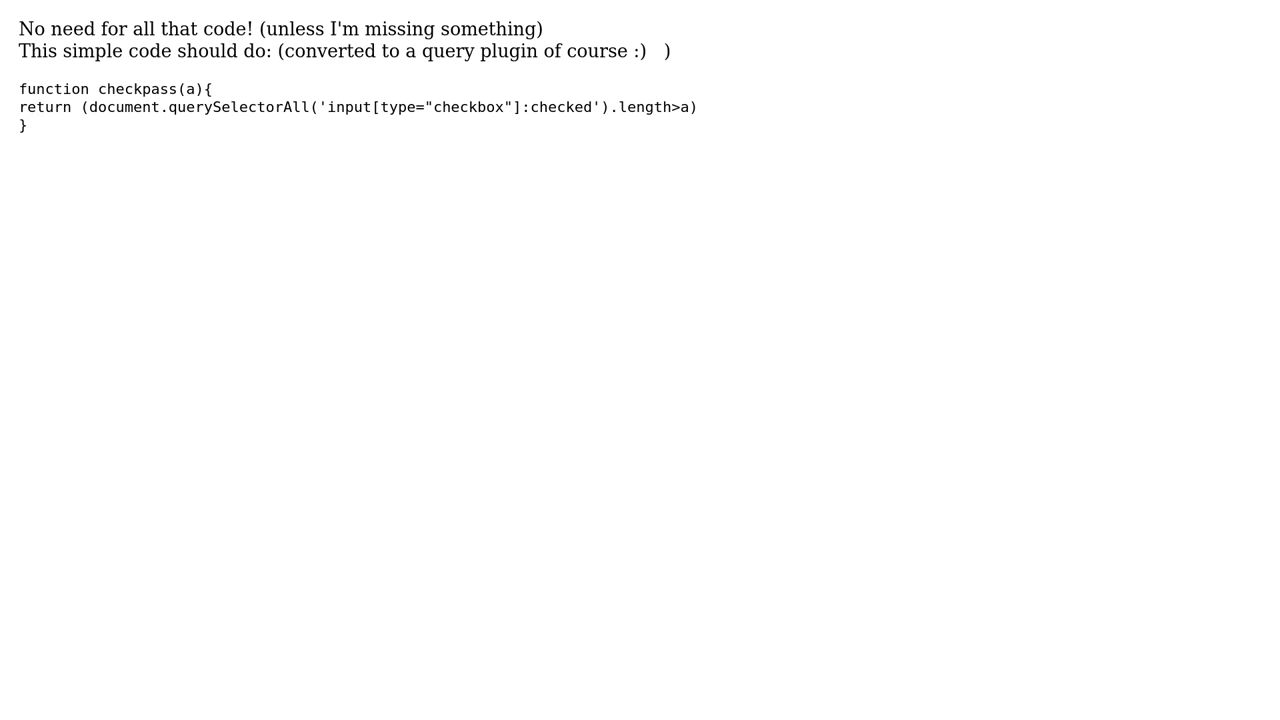 No need for all that code! (unless I'm missing something)
This simple code should do: (converted to a query plugin of course :)   )
function checkpass(a){
return (document.querySelectorAll('input[type="checkbox"]:checked').length>a)
}